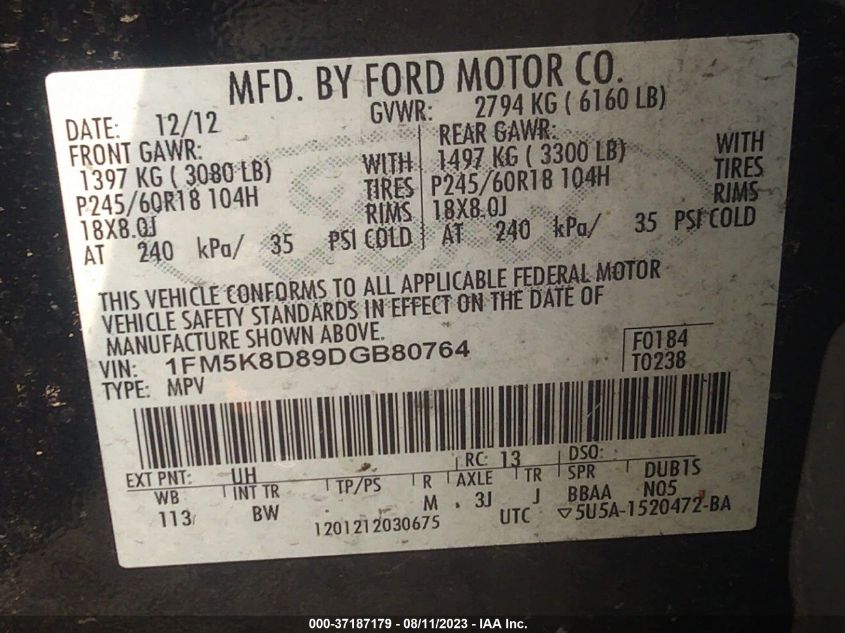 MFD. BY FORD MOTOR CO.
DATE: 12/12 GVWR: 2794 KG ( 6160 LB)
FRONT GAWR: REAR GAWR:
1397 KG ( 3080 LB) WITH 1497 KG ( 3300 LB) WITH
P245/60R18 104H TIRES P245/60R18 104H TIRES
18X8.0J RIMS 18X8.0J RIMS
AT 240 kPa/ 35 PSI COLD AT 240 kPa/ 35 PSI COLD
THIS VEHICLE CONFORMS TO ALL APPLICABLE FEDERAL MOTOR
VEHICLE SAFETY STANDARDS IN EFFECT ON THE DATE OF
MANUFACTURE SHOWN ABOVE.
VIN: 1FM5K8D89DGB80764 F0184
TYPE: MPV T0238
EXT PNT: UH RC: 13 DSO:
WB INT TR TP/PS R AXLE TR SPR DUB1S
113 BW M 3J J BBAA N05
1201212030675 UTC ▽5U5A-1520472-BA
000-37187179 - 08/11/2023 - IAA Inc.